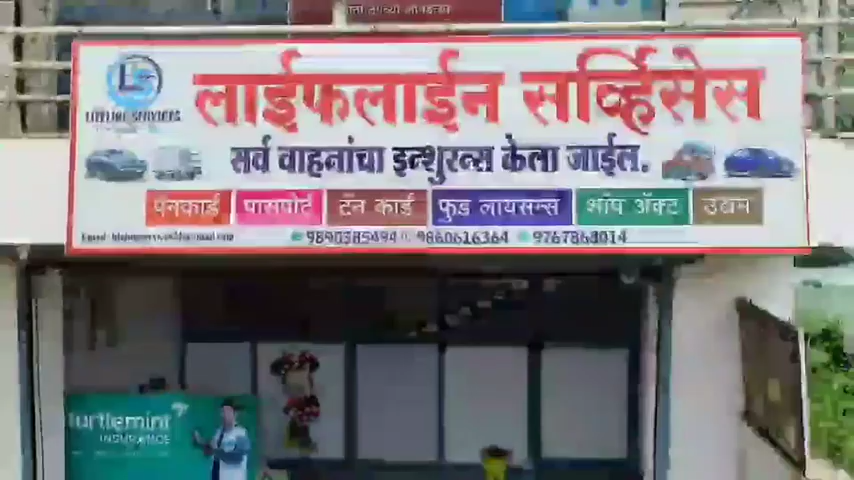 LS
LIFELINE SERVICES
लाईफलाईन सर्व्हिसेस
सर्व वाहनांचा इन्शुरन्स केला जाईल.
पॅनकार्ड पासपोर्ट टॅन कार्ड फुड लायसन्स शॉप ॲक्ट उद्यम
9890385494 9860616364
turtlemint
INSURANCE